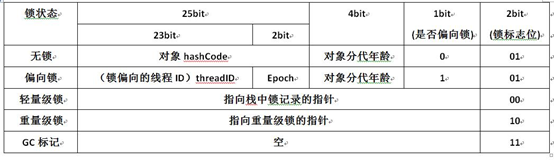 锁状态 25bit 4bit 1bit 2bit
23bit 2bit (是否偏向锁) (锁标志位)
无锁 对象 hashCode 对象分代年龄 0 01
偏向锁 （锁偏向的线程 ID）threadID Epoch 对象分代年龄 1 01
轻量级锁 指向栈中锁记录的指针 00
重量级锁 指向重量级锁的指针 10
GC 标记 空 11